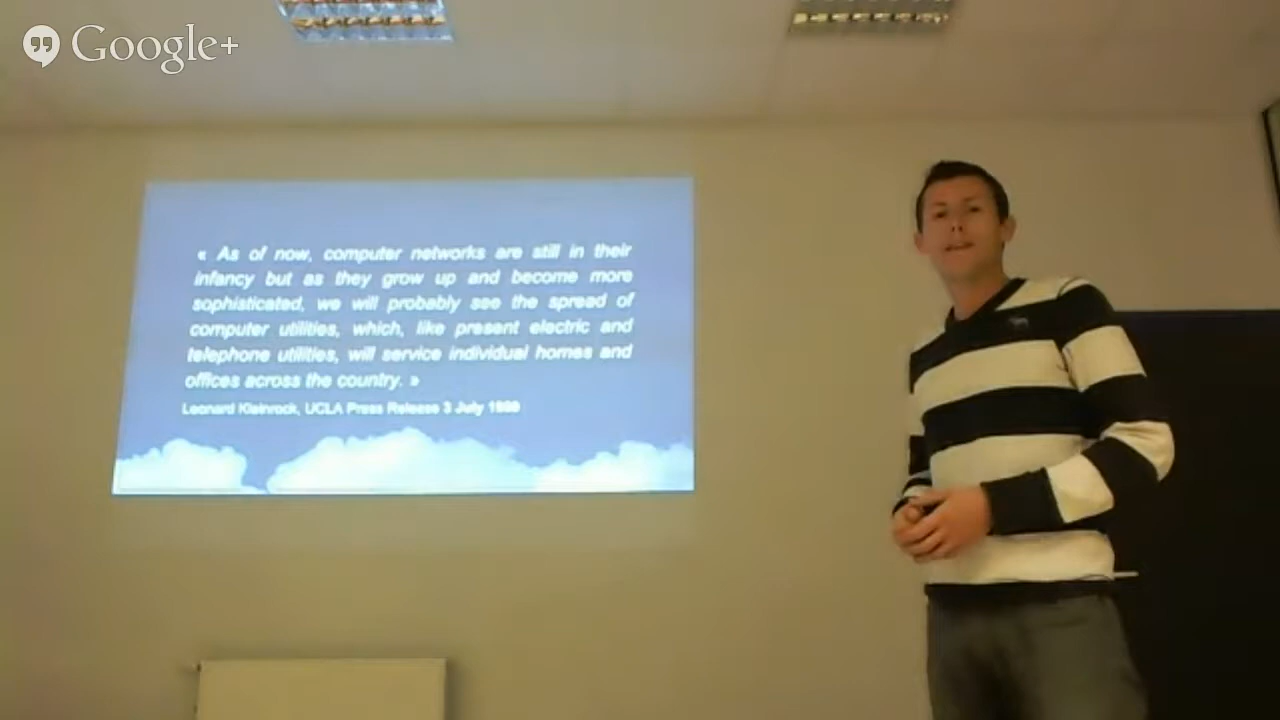 Google+
« As of now, computer networks are still in their
infancy but as they grow up and become more
sophisticated, we will probably see the spread of
computer utilities, which, like present electric and
telephone utilities, will service individual homes and
offices across the country. »
Leonard Kleinrock, UCLA Press Release 3 July